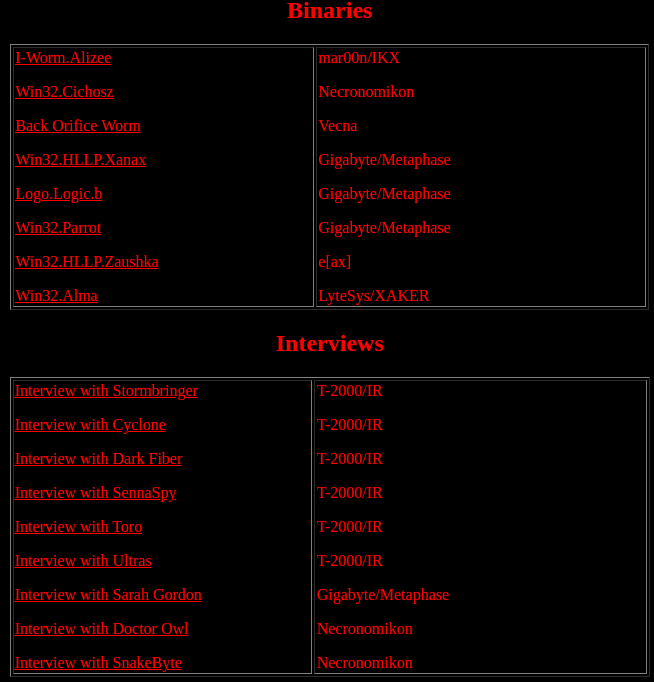 Binaries
I-Worm.Alizee mar00n/IKX
Win32.Cichosz Necronomikon
Back Orifice Worm Vecna
Win32.HLLP.Xanax Gigabyte/Metaphase
Logo.Logic.b Gigabyte/Metaphase
Win32.Parrot Gigabyte/Metaphase
Win32.HLLP.Zaushka e[ax]
Win32.Alma LyteSys/XAKER
Interviews
Interview with Stormbringer T-2000/IR
Interview with Cyclone T-2000/IR
Interview with Dark Fiber T-2000/IR
Interview with SennaSpy T-2000/IR
Interview with Toro T-2000/IR
Interview with Ultras T-2000/IR
Interview with Sarah Gordon Gigabyte/Metaphase
Interview with Doctor Owl Necronomikon
Interview with SnakeByte Necronomikon